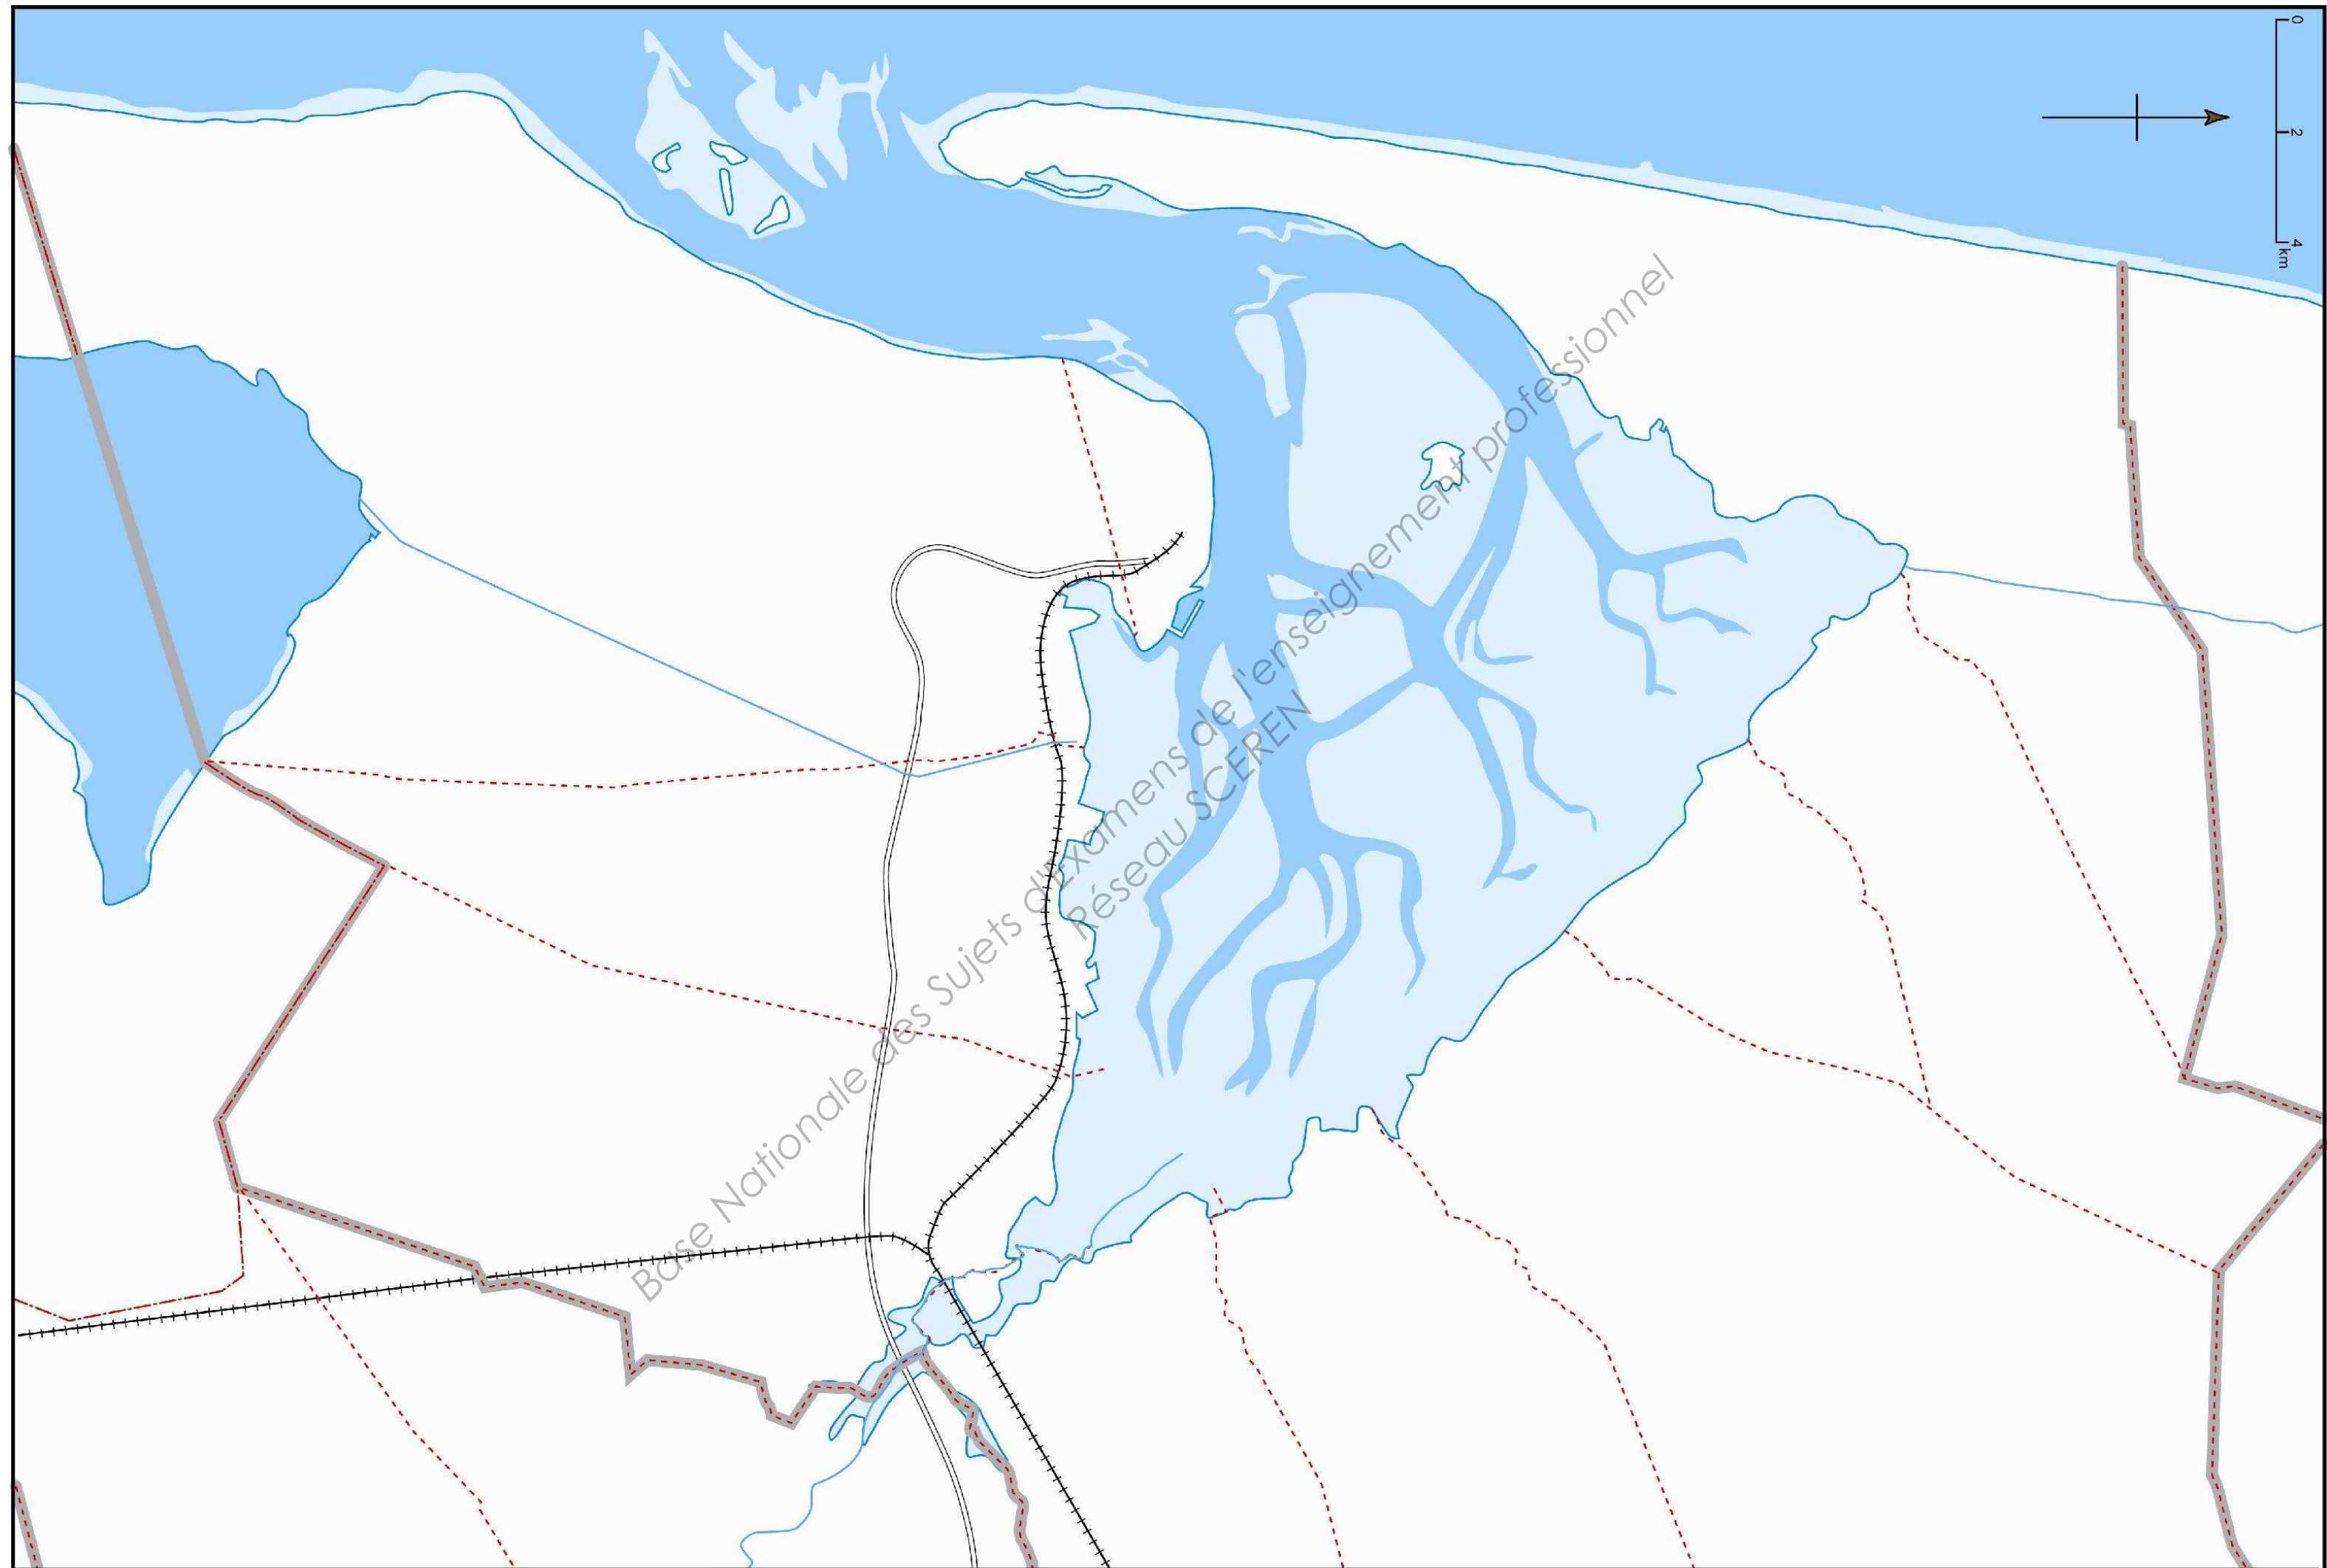 0
2
4
km
Base Nationale des Sujets d'Examens de l'enseignement professionnel
Réseau SCEREN